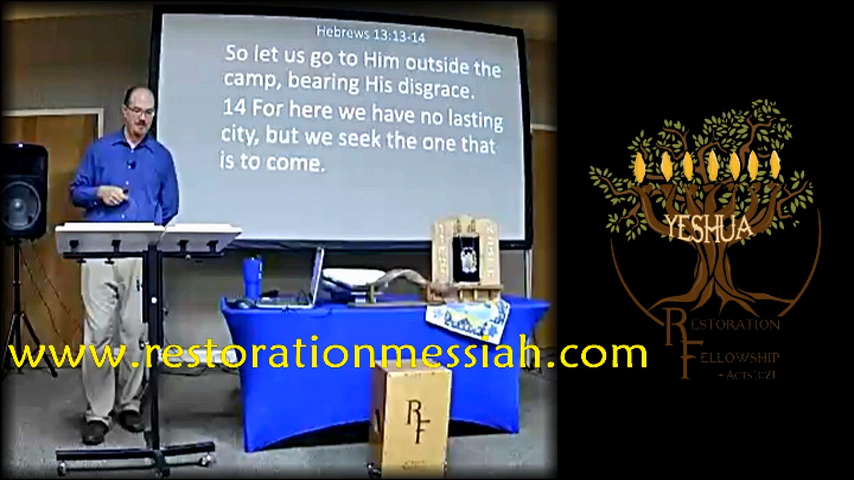 Hebrews 13:13-14
So let us go to Him outside the
camp, bearing His disgrace.
14 For here we have no lasting
city, but we seek the one that
is to come.
YESHUA
RESTORATION
FELLOWSHIP
- ACTS 3:21
www.restorationmessiah.com
RF